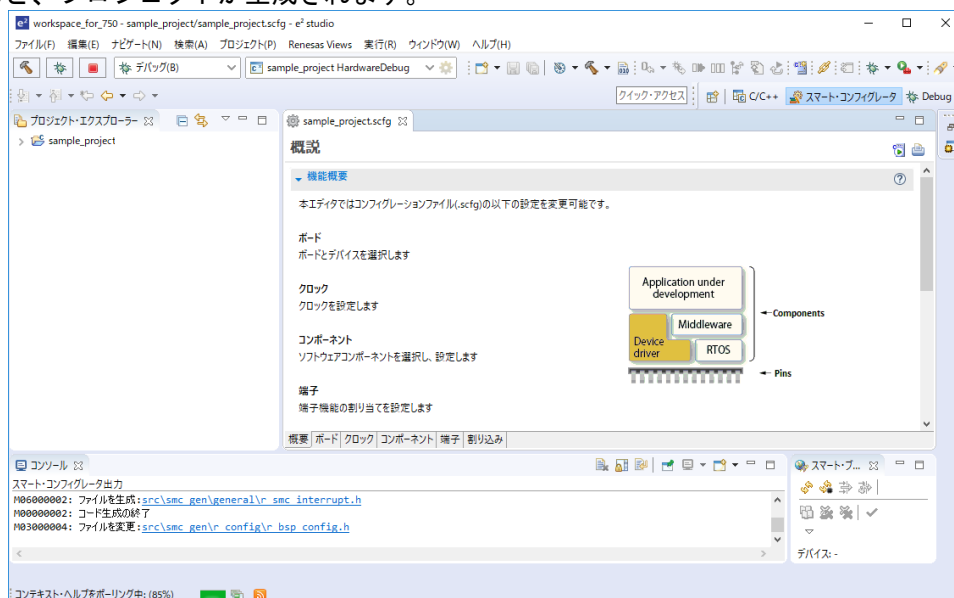 と、プロジェクトが生成されます。
workspace_for_750 - sample_project/sample_project.scfg - e² studio
ファイル(F) 編集(E) ナビゲート(N) 検索(A) プロジェクト(P) Renesas Views 実行(R) ウィンドウ(W) ヘルプ(H)
デバッグ(B) sample_project HardwareDebug
クイック・アクセス C/C++ スマート・コンフィグレータ Debug
プロジェクト・エクスプローラー sample_project.scfg
sample_project
概説
機能概要
本エディタではコンフィグレーションファイル(.scfg)の以下の設定を変更可能です。
ボード
ボードとデバイスを選択します
クロック
クロックを設定します
コンポーネント
ソフトウェアコンポーネントを選択し、設定します
端子
端子機能の割り当てを設定します
Application under
development
Middleware
Device
driver
RTOS
Components
Pins
概要 ボード クロック コンポーネント 端子 割り込み
コンソール
スマート・コンフィグレータ出力
M06000002: ファイルを生成:src\smc_gen\general\r_smc_interrupt.h
M00000002: コード生成の終了
M03000004: ファイルを変更:src\smc_gen\r_config\r_bsp_config.h
スマート・ブ...
デバイス: -
コンテキスト・ヘルプをポーリング中: (85%)